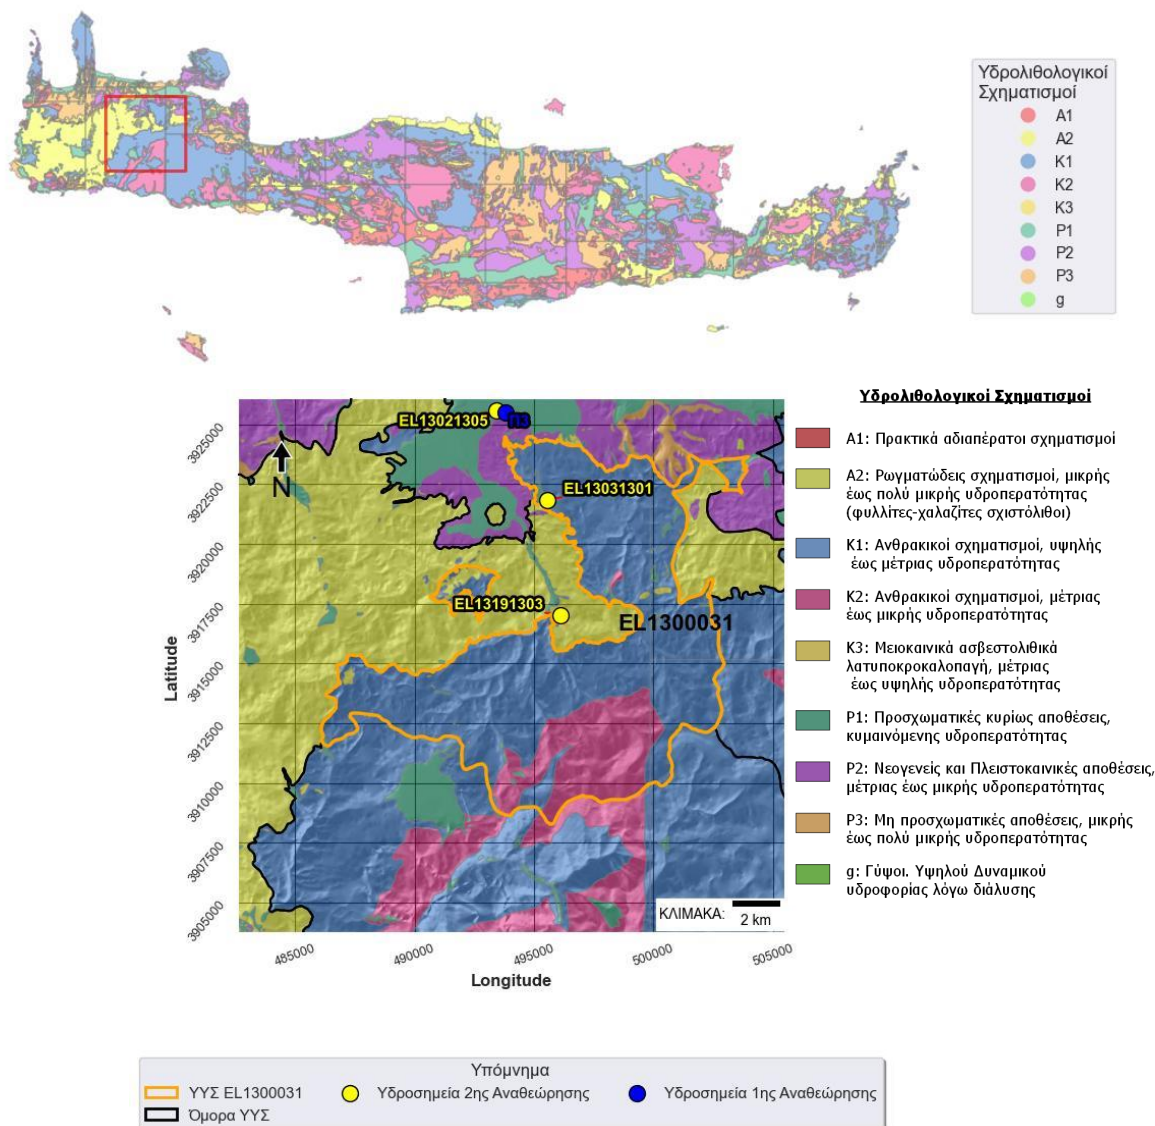 Υδρολιθολογικοί
Σχηματισμοί
A1
A2
K1
K2
K3
P1
P2
P3
g
Υδρολιθολογικοί Σχηματισμοί
A1: Πρακτικά αδιαπέρατοι σχηματισμοί
A2: Ρωγματώδεις σχηματισμοί, μικρής
έως πολύ μικρής υδροπερατότητας
(φυλλίτες-χαλαζίτες σχιστόλιθοι)
K1: Ανθρακικοί σχηματισμοί, υψηλής
έως μέτριας υδροπερατότητας
K2: Ανθρακικοί σχηματισμοί, μέτριας
έως μικρής υδροπερατότητας
K3: Μειοκαινικά ασβεστολιθικά
λατυποκροκαλοπαγή, μέτριας
έως υψηλής υδροπερατότητας
P1: Προσχωματικές κυρίως αποθέσεις,
κυμαινόμενης υδροπερατότητας
P2: Νεογενείς και Πλειστοκαινικές αποθέσεις,
μέτριας έως μικρής υδροπερατότητας
P3: Μη προσχωματικές αποθέσεις, μικρής
έως πολύ μικρής υδροπερατότητας
g: Γύψοι. Υψηλού Δυναμικού
υδροφορίας λόγω διάλυσης
EL13021305
Π3
EL13031301
EL13191303
EL1300031
N
Latitude
3925000
3922500
3920000
3917500
3915000
3912500
3910000
3907500
3905000
ΚΛΙΜΑΚΑ:
2 km
485000
490000
495000
500000
505000
Longitude
Υπόμνημα
ΥΥΣ EL1300031
Υδροσημεία 2ης Αναθεώρησης
Υδροσημεία 1ης Αναθεώρησης
Όμορα ΥΥΣ